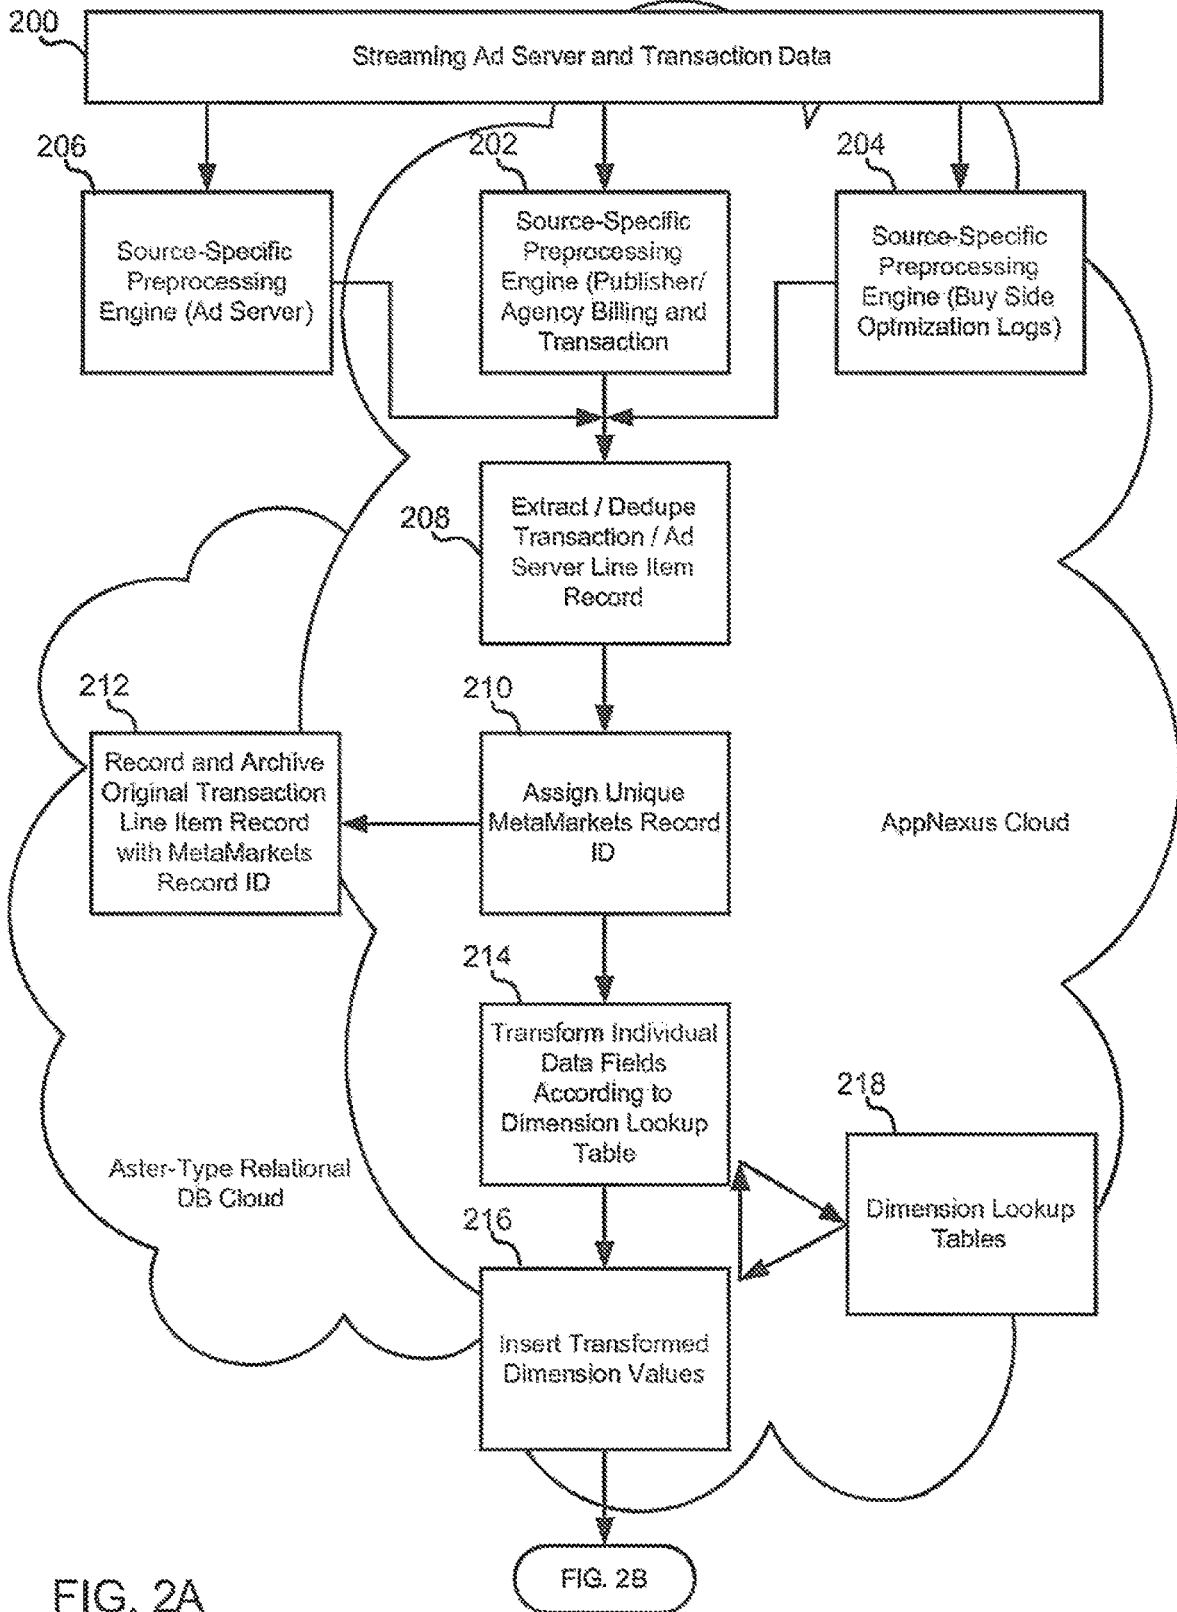 200
Streaming Ad Server and Transaction Data
206
202
204
Source-Specific
Preprocessing
Engine (Ad Server)
Source-Specific
Preprocessing
Engine (Publisher/
Agency Billing and
Transaction
Source-Specific
Preprocessing
Engine (Buy Side
Optmization Logs)
208
Extract / Dedupe
Transaction / Ad
Server Line Item
Record
212
210
Record and Archive
Original Transaction
Line Item Record
with MetaMarkets
Record ID
Assign Unique
MetaMarkets Record
ID
AppNexus Cloud
214
Transform Individual
Data Fields
According to
Dimension Lookup
Table
218
Aster-Type Relational
DB Cloud
Dimension Lookup
Tables
216
Insert Transformed
Dimension Values
FIG. 2B
FIG. 2A